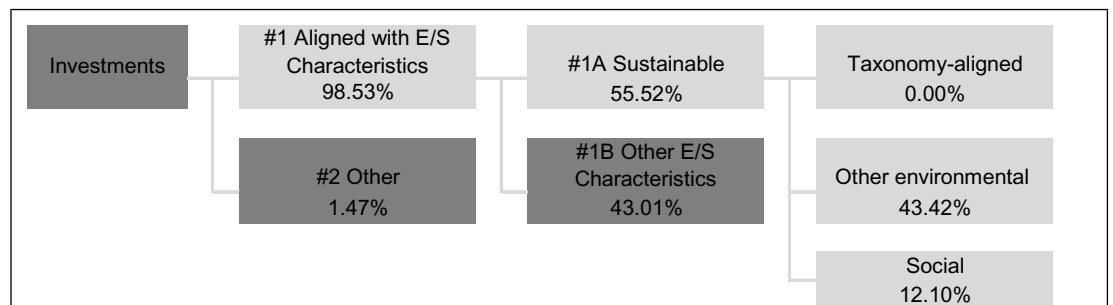 Investments
#1 Aligned with E/S
Characteristics
98.53%
#1A Sustainable
55.52%
Taxonomy-aligned
0.00%
#2 Other
1.47%
#1B Other E/S
Characteristics
43.01%
Other environmental
43.42%
Social
12.10%